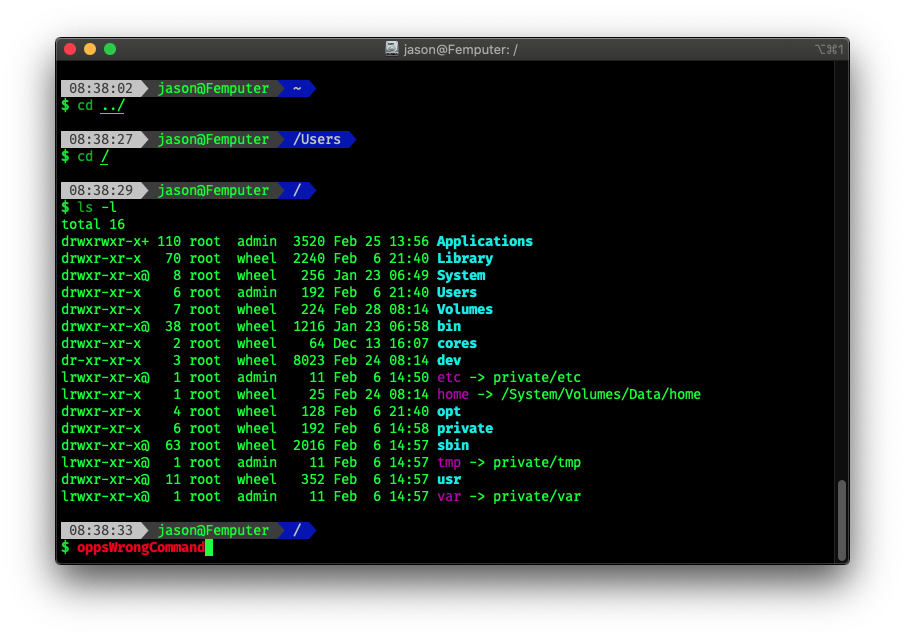 jason@Femputer: / ⌥⌘1
08:38:02 jason@Femputer ~
$ cd ../
08:38:27 jason@Femputer /Users
$ cd /
08:38:29 jason@Femputer /
$ ls -l
total 16
drwxrwxr-x+ 110 root  admin  3520 Feb 25 13:56 Applications
drwxr-xr-x   70 root  wheel  2240 Feb  6 21:40 Library
drwxr-xr-x@   8 root  wheel   256 Jan 23 06:49 System
drwxr-xr-x    6 root  admin   192 Feb  6 21:40 Users
drwxr-xr-x    7 root  wheel   224 Feb 28 08:14 Volumes
drwxr-xr-x@  38 root  wheel  1216 Jan 23 06:58 bin
drwxr-xr-x    2 root  wheel    64 Dec 13 16:07 cores
dr-xr-xr-x    3 root  wheel  8023 Feb 24 08:14 dev
lrwxr-xr-x@   1 root  admin    11 Feb  6 14:50 etc -> private/etc
lrwxr-xr-x    1 root  wheel    25 Feb 24 08:14 home -> /System/Volumes/Data/home
drwxr-xr-x    4 root  wheel   128 Feb  6 21:40 opt
drwxr-xr-x    6 root  wheel   192 Feb  6 14:58 private
drwxr-xr-x@  63 root  wheel  2016 Feb  6 14:57 sbin
lrwxr-xr-x@   1 root  admin    11 Feb  6 14:57 tmp -> private/tmp
drwxr-xr-x@  11 root  wheel   352 Feb  6 14:57 usr
lrwxr-xr-x@   1 root  admin    11 Feb  6 14:57 var -> private/var
08:38:33 jason@Femputer /
$ oppsWrongCommand